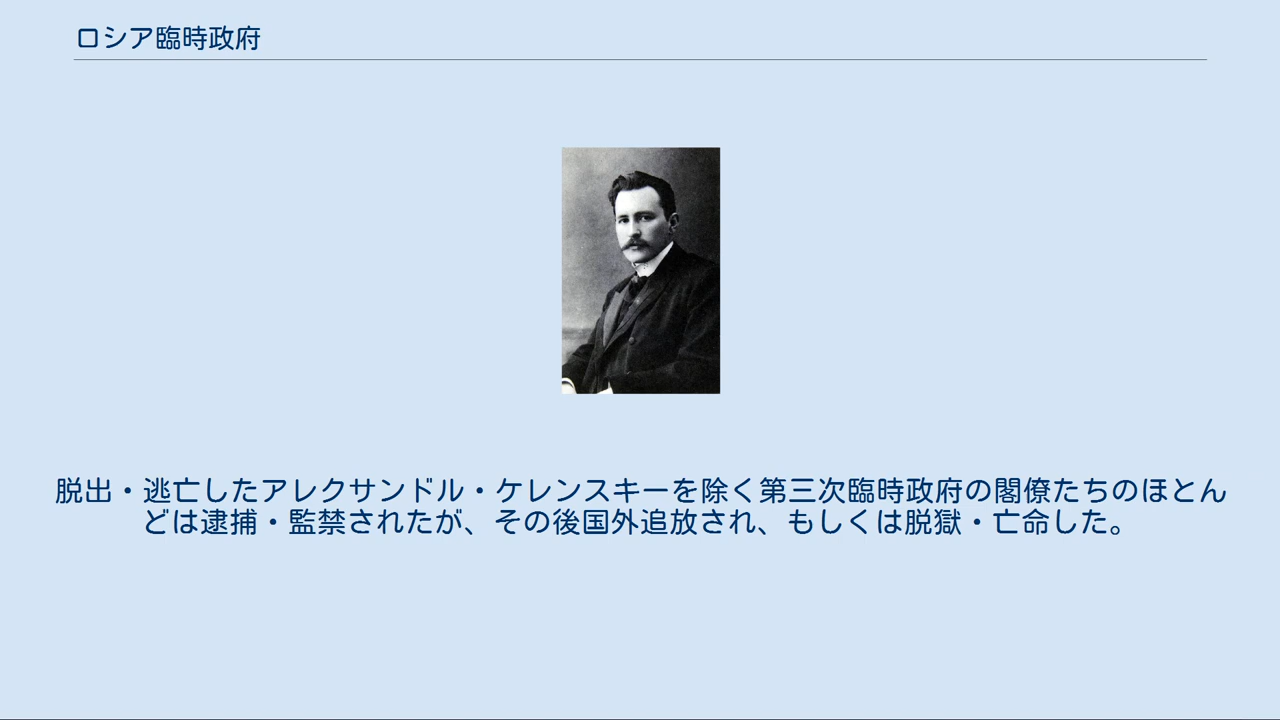 ロシア臨時政府
脱出・逃亡したアレクサンドル・ケレンスキーを除く第三次臨時政府の閣僚たちのほとん
どは逮捕・監禁されたが、その後国外追放され、もしくは脱獄・亡命した。